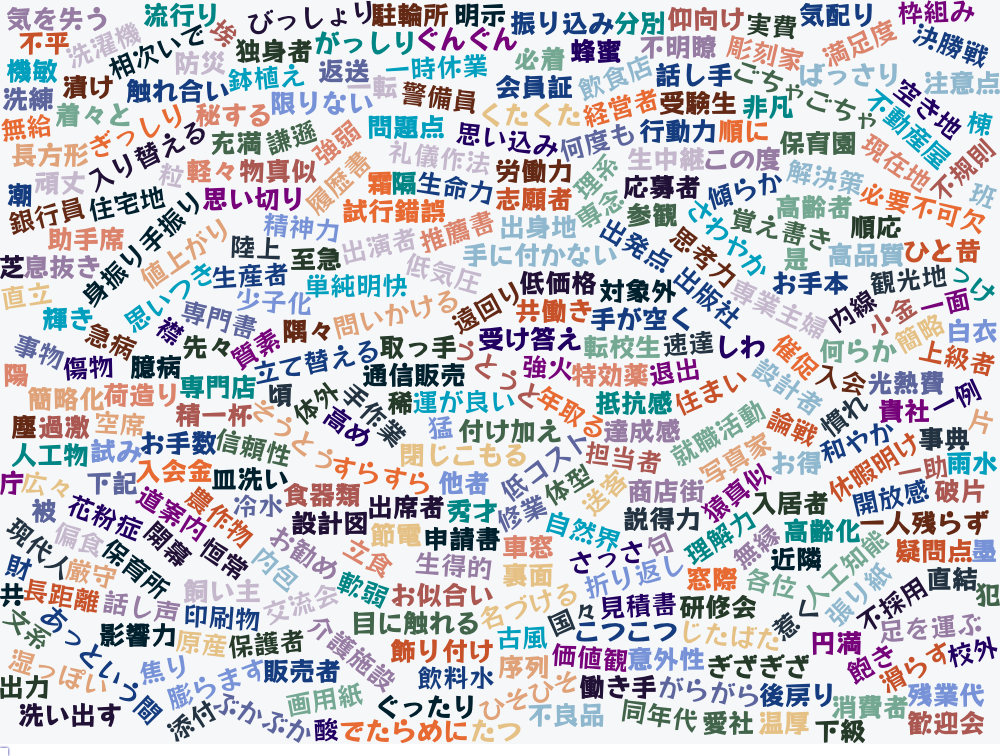 気を失う
流行り
びっしょり
駐輪所
明示
振り込み
分別
仰向け
実費
気配り
枠組み
不平
洗濯機
相次いで
埃
独身者
がっしり
ぐんぐん
必着
蜂蜜
不明瞭
彫刻家
満足度
決勝戦
機敏
漬け
防災
鉢植え
返送
一時休業
会員証
飲食店
話し手
ごちゃごちゃ
ばっさり
注意点
洗練
着々と
触れ合い
秘する
限りない
一転
警備員
くたくた
経営者
受験生
非凡
不動産屋
空き地
棟
無給
ぎっしり
充満
謙遜
強弱
問題点
思い込み
何度も
行動力
順に
保育園
現在地
不規則
長方形
入り替える
粒
軽々
物真似
礼儀作法
労働力
理系
生中継
この度
解決策
必要不可欠
班
潮
頑丈
住宅地
思い切り
履歴書
霜
隔
生命力
志願者
専念
応募者
傾らか
高齢者
銀行員
身振り手振り
試行錯誤
参観
さわやか
覚え書き
順応
助手席
値上がり
精神力
陸上
至急
出演者
推薦書
出身地
出発点
思考力
是
高品質
ひと昔
芝
息抜き
思いつき
生産者
単純明快
低気圧
手に付かない
低価格
対象外
出版社
専業主婦
お手本
観光地
つけ
直立
輝き
急病
襟
専門書
少子化
隅々
問いかける
遠回り
共働き
手が空く
内線
小金
一面
簡略
白衣
事物
傷物
臆病
先々
質素
立て替える
取っ手
うとうと
受け答え
転校生
速達
しわ
催促
何らか
上級者
陽
簡略化
荷造り
専門店
頃
体外
手作業
通信販売
稀
運が良い
強火
特効薬
退出
年取る
抵抗感
住まい
設計者
入会
光熱費
慣れ
貴社
一例
塵
過激
空席
精一杯
ぞうとう
高め
猛
付け加え
達成感
就職活動
論戦
和やか
事典
片
人工物
試み
お手数
信頼性
すらすら
閉じこもる
低コスト
担当者
写真家
お得
休暇明け
一助
雨水
庁
広々
下記
入会金
皿洗い
食器類
他者
修業
体型
送客
商店街
猿真似
入居者
開放感
破片
被
花粉症
道案内
農作物
冷水
設計図
出席者
秀才
自然界
説得力
理解力
高齢化
一人残らず
現代人
偏食
保育所
開幕
恒常
お勧め
節電
申請書
車窓
さっさ
句
無縁
近隣
人工知能
疑問点
墨
財
厳守
内包
立食
生得的
裏面
折り返し
窓際
各位
張り紙
不採用
直結
犯
共
長距離
話し声
飼い主
交流会
軟弱
お似合い
名づける
国々
見積書
研修会
惹く
文系
あっという間
影響力
印刷物
原産
保護者
介護施設
目に触れる
古風
こつこつ
じたばた
円満
足を運ぶ
湿っぽい
焦り
膨らます
販売者
飾り付け
飲料水
序列
価値観
意外性
ぎざぎざ
飽き
滑らす
校外
出力
洗い出す
添付
ぶかぶか
画用紙
酸
ぐったり
ひそひそ
不良品
働き手
がらがら
後戻り
消費者
残業代
でたらめに
たつ
同年代
愛社
温厚
下級
歓迎会